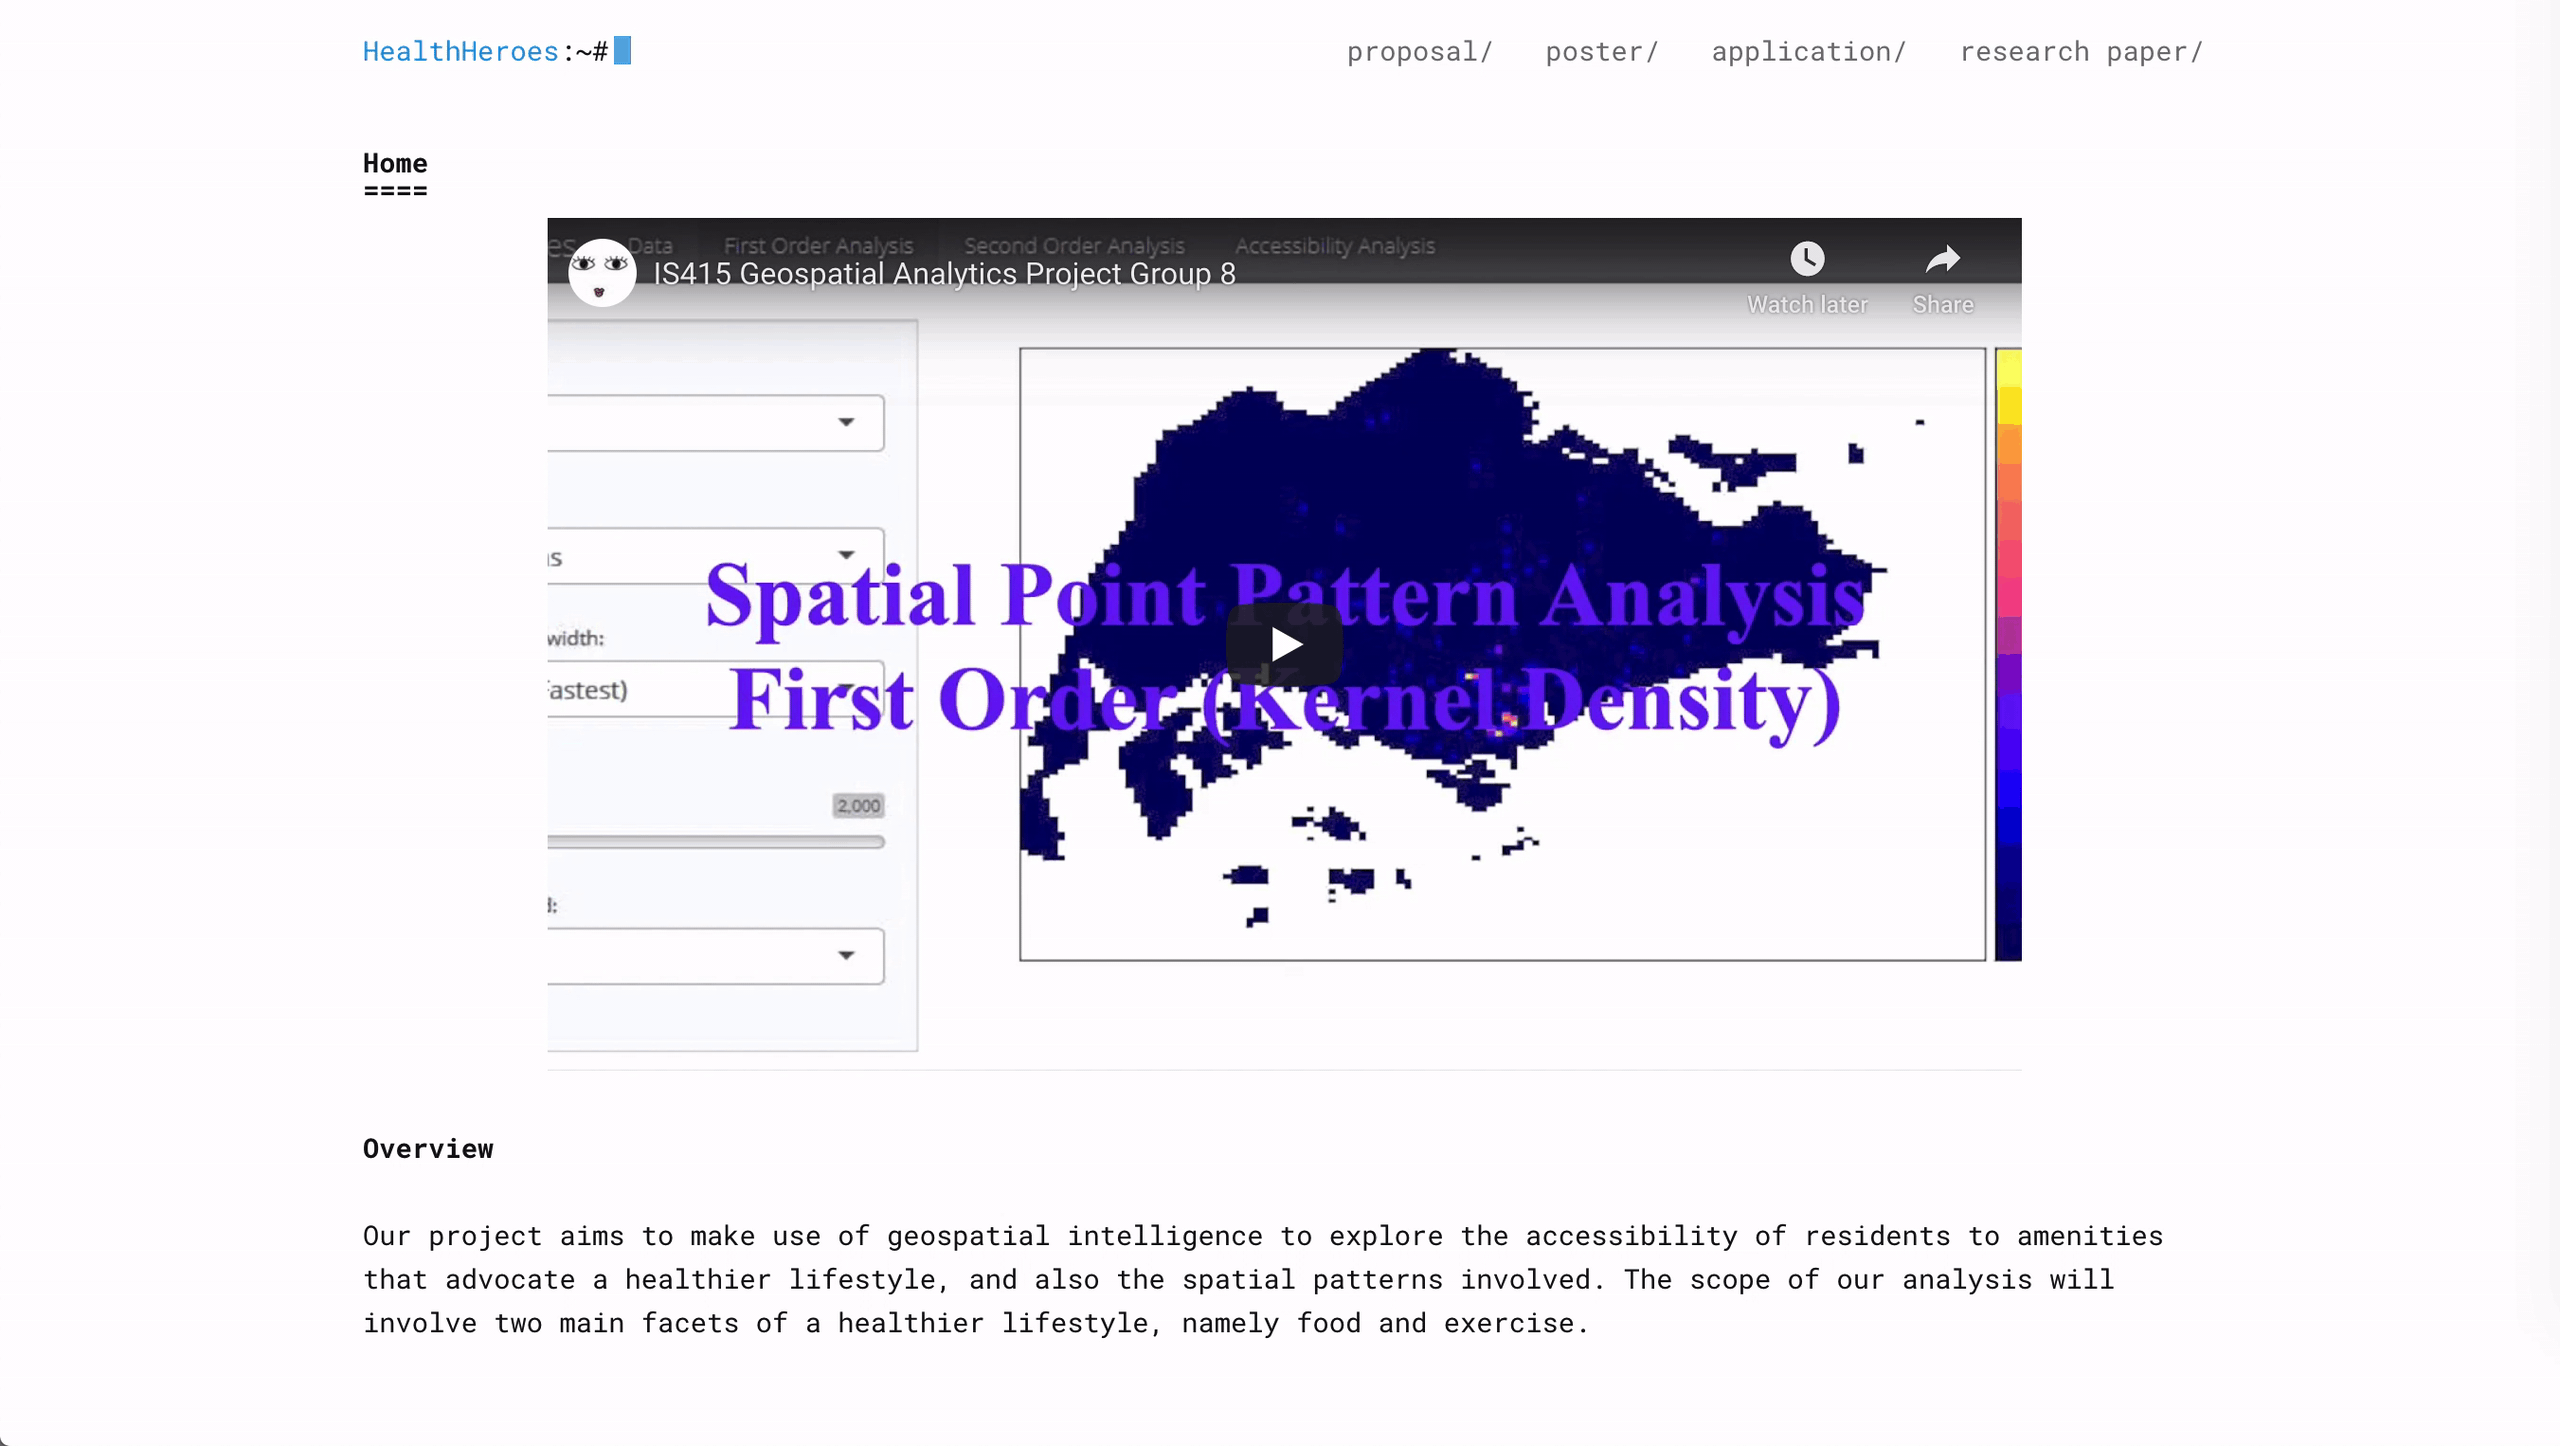 HealthHeroes:~#
proposal/ poster/ application/ research paper/
Home
====
Data First Order Analysis Second Order Analysis Accessibility Analysis
IS415 Geospatial Analytics Project Group 8
Watch later Share
Spatial Point Pattern Analysis
First Order (Kernel Density)
width:
2,000
Overview
Our project aims to make use of geospatial intelligence to explore the accessibility of residents to amenities
that advocate a healthier lifestyle, and also the spatial patterns involved. The scope of our analysis will
involve two main facets of a healthier lifestyle, namely food and exercise.